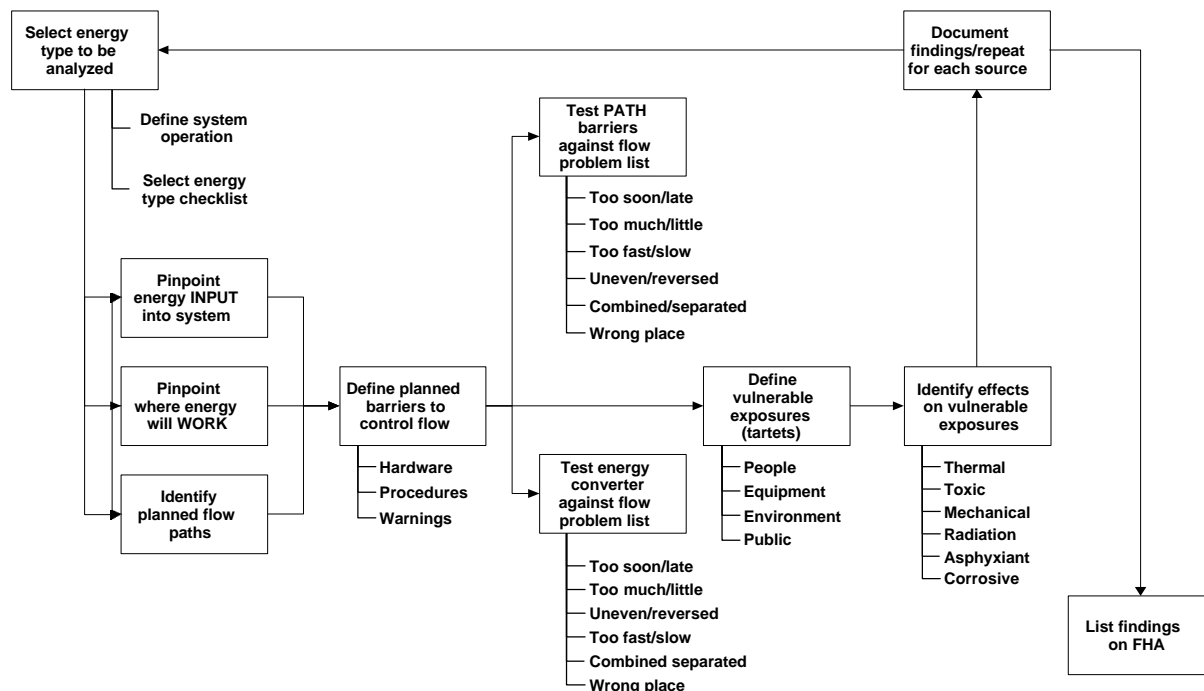 Select energy
type to be
analyzed
Define system
operation
Select energy
type checklist
Pinpoint
energy INPUT
into system
Pinpoint
where energy
will WORK
Identify
planned flow
paths
Define planned
barriers to
control flow
Hardware
Procedures
Warnings
Test PATH
barriers
against flow
problem list
Too soon/late
Too much/little
Too fast/slow
Uneven/reversed
Combined/separated
Wrong place
Test energy
converter
against flow
problem list
Too soon/late
Too much/little
Uneven/reversed
Too fast/slow
Combined separated
Wrong place
Define
vulnerable
exposures
(tartets)
People
Equipment
Environment
Public
Identify effects
on vulnerable
exposures
Thermal
Toxic
Mechanical
Radiation
Asphyxiant
Corrosive
Document
findings/repeat
for each source
List findings
on FHA